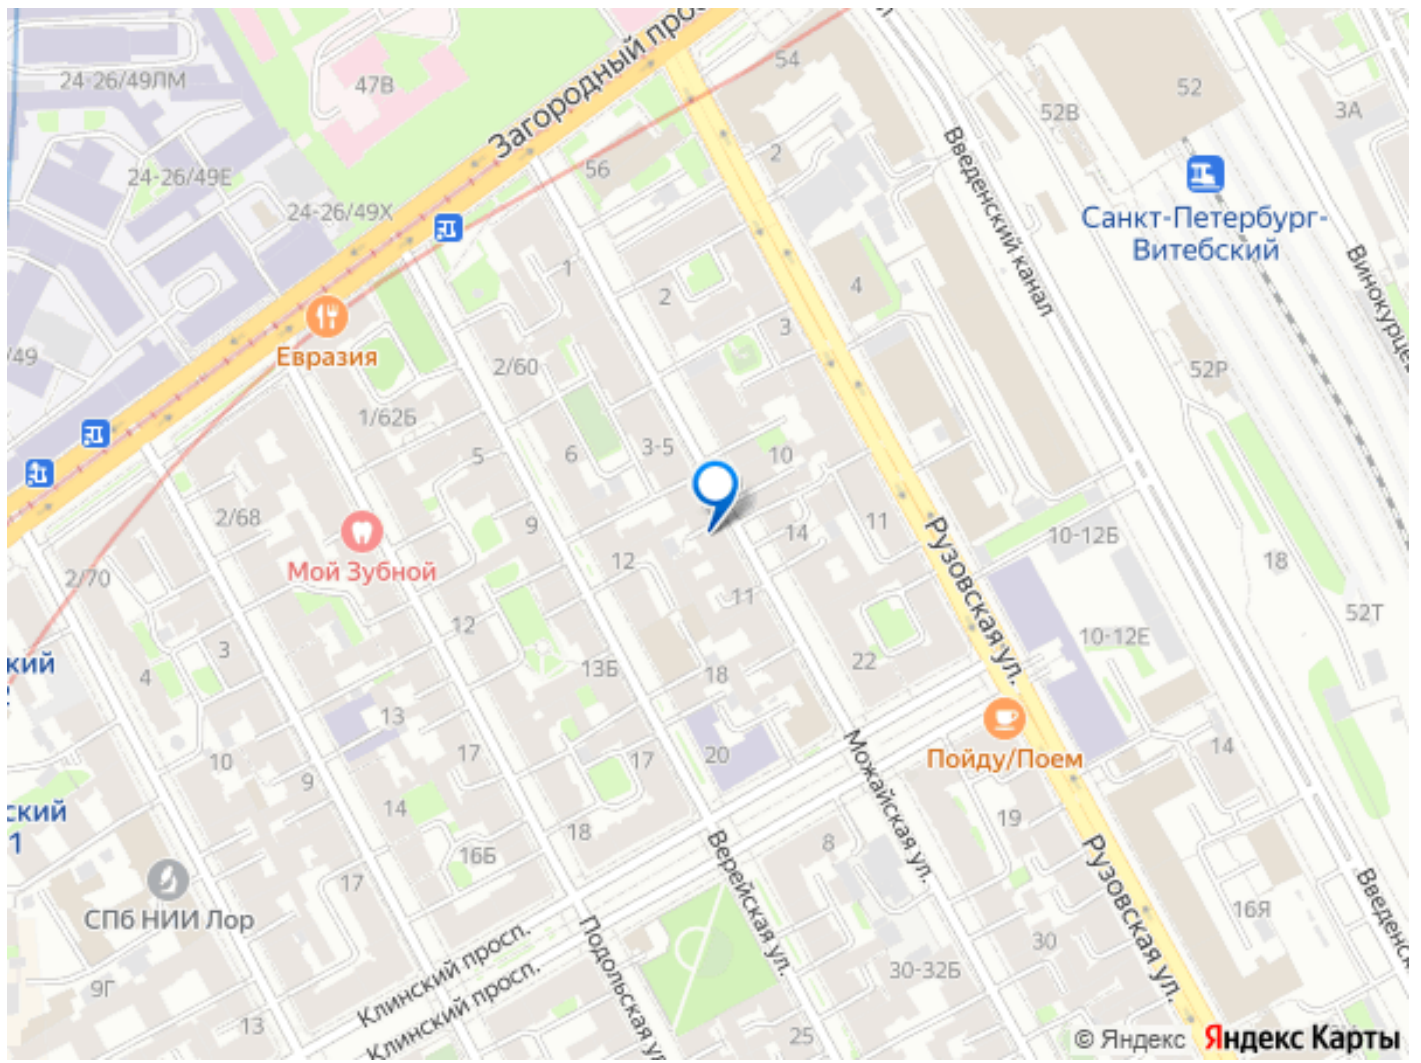 Загородный прос
54
52
52В
3А
24-26/49ЛМ
47В
2
56
24-26/49Е
24-26/49Х
Введенский канал
Санкт-Петербург-
Витебский
Винокурцев
1
2
4
3
/49
Евразия
2/60
52Р
1/62Б
3-5
10
5
6
2/68
9
14
11
Рузовская ул.
10-12Б
18
Мой Зубной
12
2/70
11
52Т
12
3
10-12Е
кий
4
13Б
18
22
13
Пойду/Поем
17
17
20
14
10
9
Можайская ул.
ский
1
14
18
19
8
16Б
Верейская ул.
Рузовская ул.
17
СПб НИИ Лор
16Я
Введенск
Клинский просп.
Клинский просп.
Подольская ул
30
30-32Б
9Г
13
25
© Яндекс Яндекс Карты